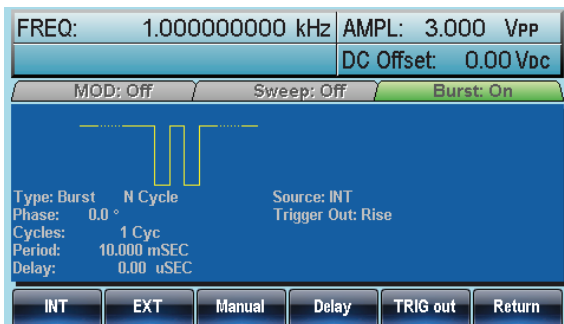 FREQ: 1.000000000 kHz AMPL: 3.000 VPP
DC Offset: 0.00 VDC
MOD: Off Sweep: Off Burst: On
Type: Burst N Cycle Source: INT
Phase: 0.0 ° Trigger Out: Rise
Cycles: 1 Cyc
Period: 10.000 mSEC
Delay: 0.00 uSEC
INT EXT Manual Delay TRIG out Return